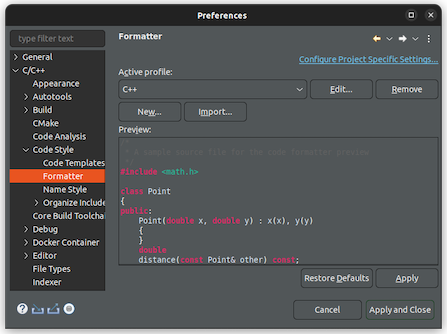 Preferences
type filter text
General
C/C++
Appearance
Autotools
Build
CMake
Code Analysis
Code Style
Code Templates
Formatter
Name Style
Organize Include
Core Build Toolcha
Debug
Docker Container
Editor
File Types
Indexer
Formatter
Configure Project Specific Settings...
Active profile:
C++
Edit...
Remove
New...
Import...
Preview:
* A sample source file for the code formatter preview
#include <math.h>
class Point
{
public:
Point(double x, double y) : x(x), y(y)
{
}
double
distance(const Point& other) const;
Restore Defaults
Apply
Cancel
Apply and Close